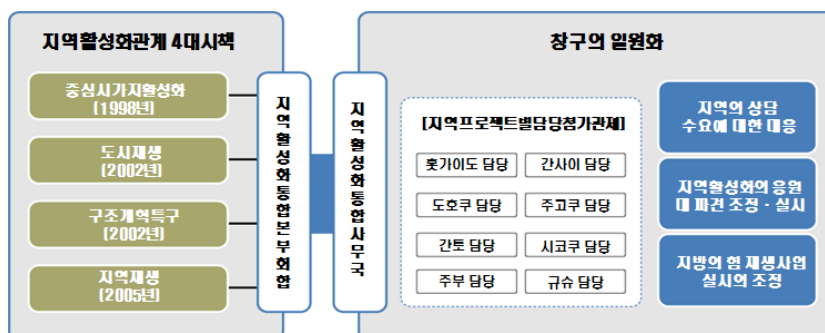 지역활성화관계 4대시책
중심시가지활성화
(1998년)
도시재생
(2002년)
구조개혁특구
(2002년)
지역재생
(2005년)
지역활성화통합본부회합
지역활성화통합사무국
창구의 일원화
[지역프로젝트별담당참가관제]
홋가이도 담당
간사이 담당
도호쿠 담당
주고쿠 담당
간토 담당
시코쿠 담당
주부 담당
규슈 담당
지역의 상담
수요에 대한 대응
지역활성화의 응원
대 파견 조정·실시
지방의 힘 재생사업
실시의 조정